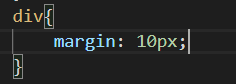 div{
    margin: 10px;
}